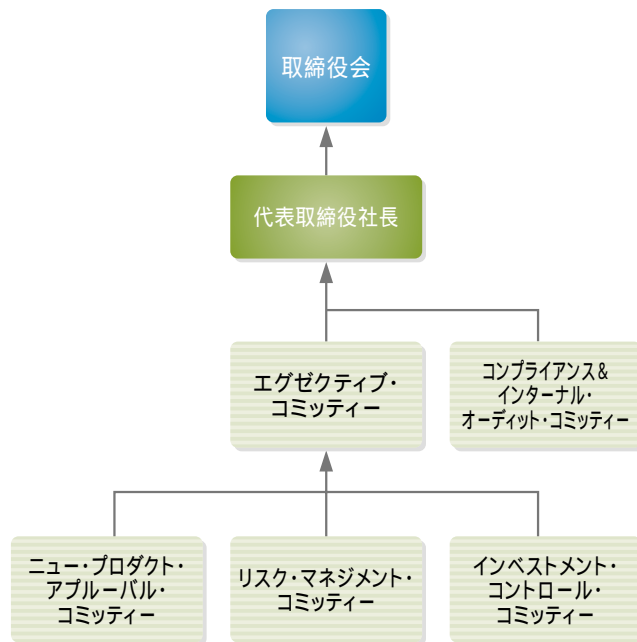 取締役会
代表取締役社長
エグゼクティブ・
コミッティー
コンプライアンス&
インターナル・
オーディット・コミッティー
ニュー・プロダクト・
アプルーバル・
コミッティー
リスク・マネジメント・
コミッティー
インベストメント・
コントロール・
コミッティー